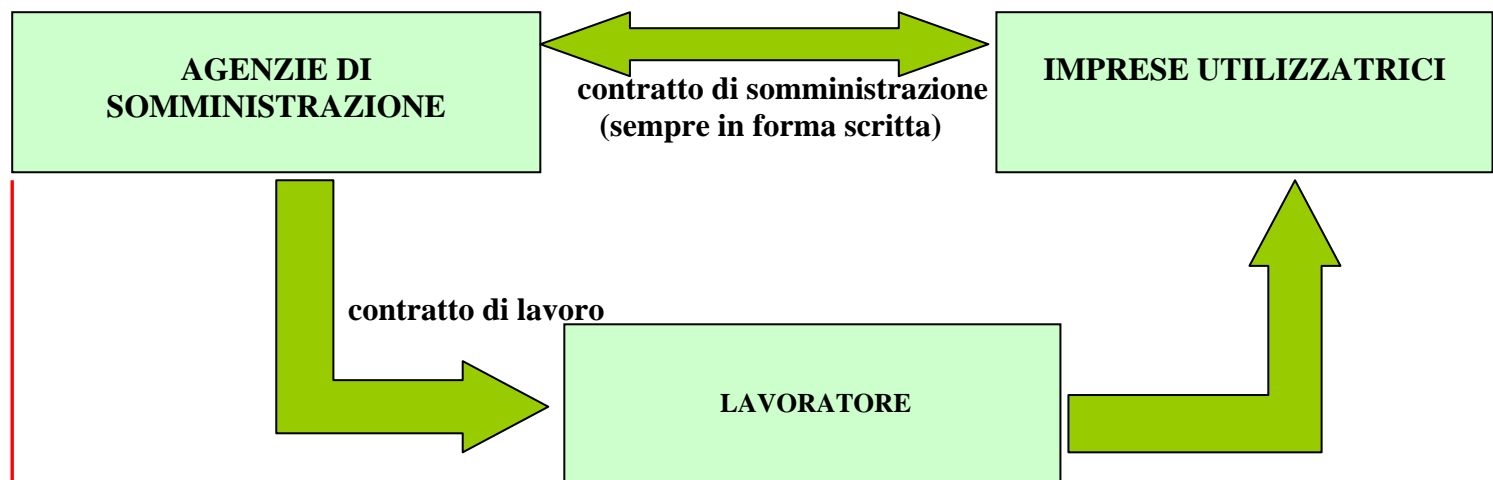 AGENZIE DI
SOMMINISTRAZIONE
contratto di somministrazione
(sempre in forma scritta)
IMPRESE UTILIZZATRICI
contratto di lavoro
LAVORATORE